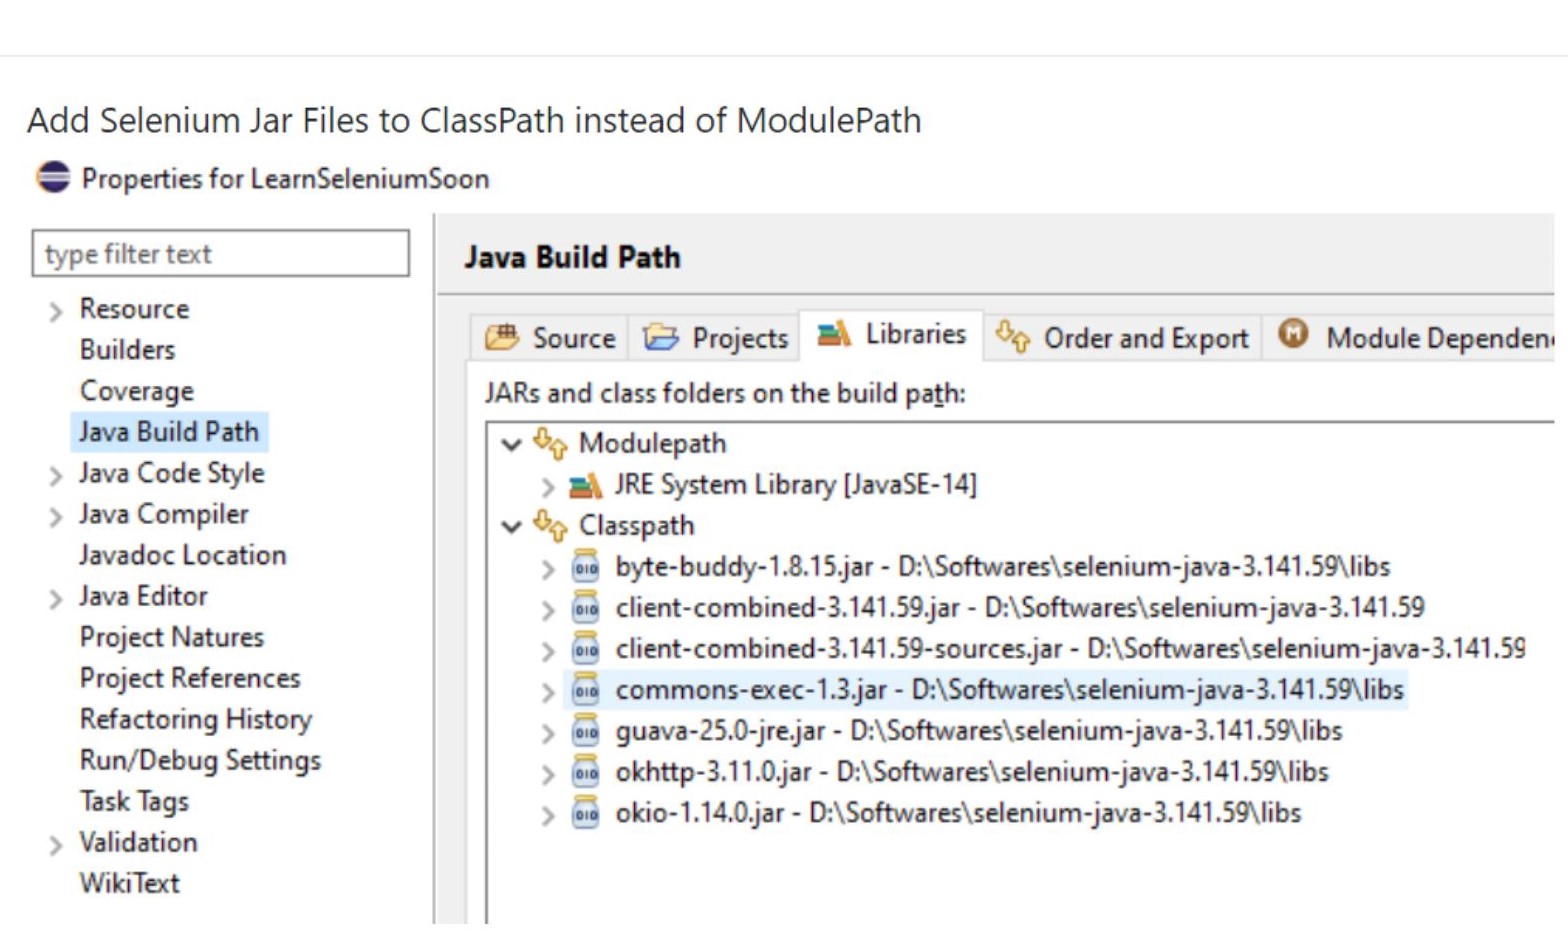 Add Selenium Jar Files to ClassPath instead of ModulePath
Properties for LearnSeleniumSoon
type filter text
Resource
Builders
Coverage
Java Build Path
Java Code Style
Java Compiler
Javadoc Location
Java Editor
Project Natures
Project References
Refactoring History
Run/Debug Settings
Task Tags
Validation
WikiText
Java Build Path
Source Projects Libraries Order and Export Module Dependen
JARs and class folders on the build path:
Modulepath
JRE System Library [JavaSE-14]
Classpath
byte-buddy-1.8.15.jar - D:\Softwares\selenium-java-3.141.59\libs
client-combined-3.141.59.jar - D:\Softwares\selenium-java-3.141.59
client-combined-3.141.59-sources.jar - D:\Softwares\selenium-java-3.141.59
commons-exec-1.3.jar - D:\Softwares\selenium-java-3.141.59\libs
guava-25.0-jre.jar - D:\Softwares\selenium-java-3.141.59\libs
okhttp-3.11.0.jar - D:\Softwares\selenium-java-3.141.59\libs
okio-1.14.0.jar - D:\Softwares\selenium-java-3.141.59\libs